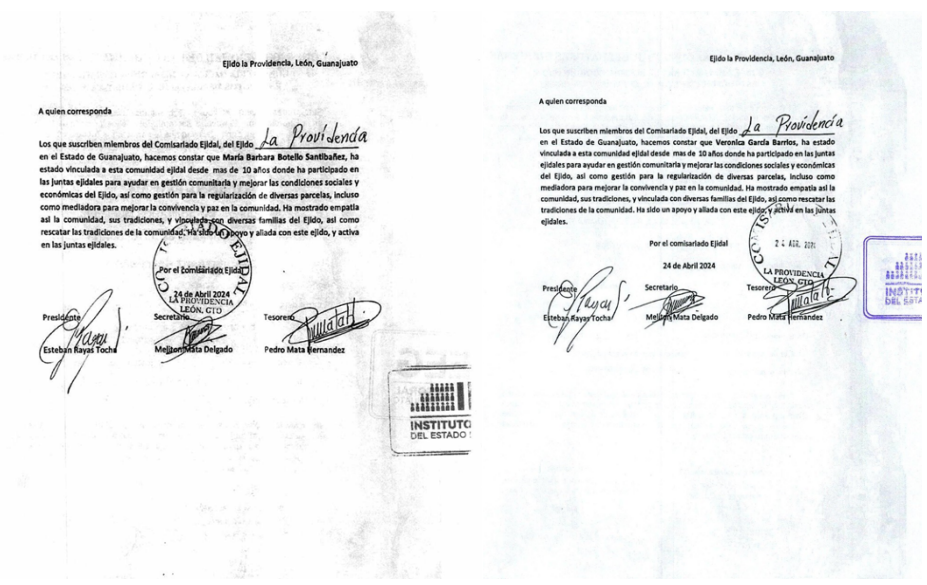 Ejido la Providencia, León, Guanajuato
A quien corresponda
Los que suscriben miembros del Comisariado Ejidal, del Ejido La Providencia
en el Estado de Guanajuato, hacemos constar que María Barbara Botello Santibañez, ha
estado vinculada a esta comunidad ejidal desde mas de 10 años donde ha participado en
las juntas ejidales para ayudar en gestión comunitaria y mejorar las condiciones sociales y
económicas del Ejido, así como gestión para la regularización de diversas parcelas, incluso
como mediadora para mejorar la convivencia y paz en la comunidad. Ha mostrado empatía
asl la comunidad, sus tradiciones, y vinculada con diversas familias del Ejido, así como
rescatar las tradiciones de la comunidad. Ha sido un apoyo y aliada con este ejido, y activa
en las juntas ejidales.
COMISARIADO EJIDAL
Por el comisariado Ejidal
24 de Abril 2024
LA PROVIDENCIA
LEÓN, GTO
Presidente Secretario Tesorero
Esteban Rayas Tocha Meliton Mata Delgado Pedro Mata Hernandez
INSTITUTO
DEL ESTADO
Ejido la Providencia, León, Guanajuato
A quien corresponda
Los que suscriben miembros del Comisariado Ejidal, del Ejido La Providencia
en el Estado de Guanajuato, hacemos constar que Veronica García Barrios, ha estado
vinculada a esta comunidad ejidal desde mas de 10 años donde ha participado en las juntas
ejidales para ayudar en gestión comunitaria y mejorar las condiciones sociales y económicas
del Ejido, así como gestión para la regularización de diversas parcelas, incluso como
mediadora para mejorar la convivencia y paz en la comunidad. Ha mostrado empatía asl la
comunidad, sus tradiciones, y vinculada con diversas familias del Ejido, así como rescatar las
tradiciones de la comunidad. Ha sido un apoyo y aliada con este ejido, y activa en las juntas
ejidales.
Por el comisariado Ejidal
24 de Abril 2024
ABR. 2024
LA PROVIDENCIA
LEÓN, GTO
Presidente Secretario Tesorero
Esteban Rayas Tocha Meliton Mata Delgado Pedro Mata Hernandez
INSTITUTO
DEL ESTA